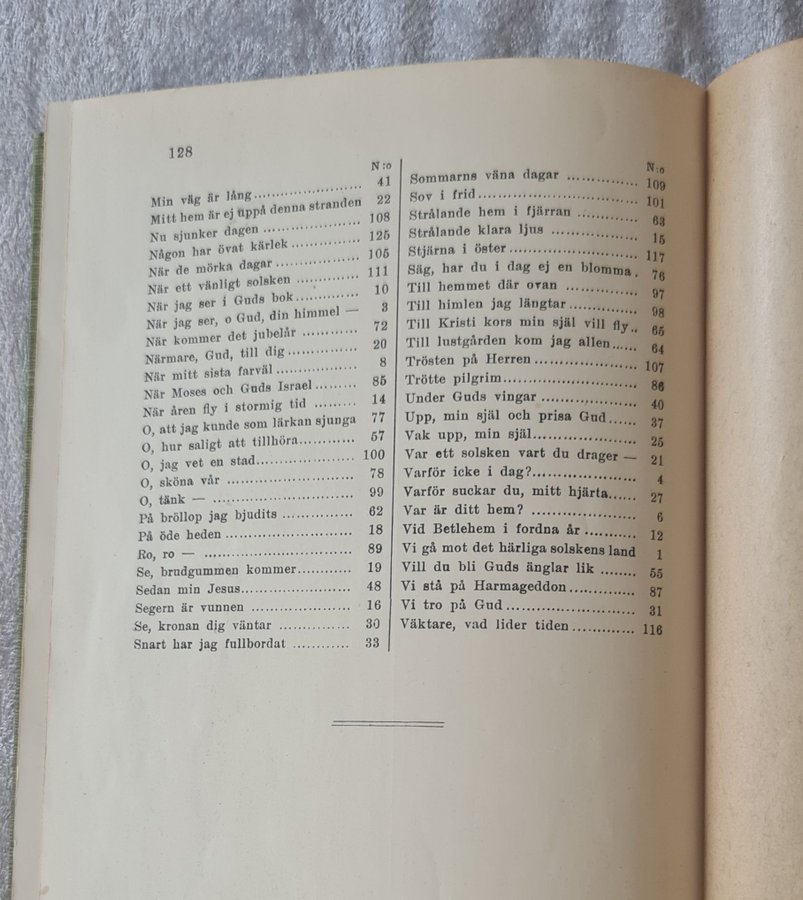 128
N:o
Min väg är lång .................... 41
Mitt hem är ej uppå denna stranden 22
Nu sjunker dagen .................. 108
Någon har övat kärlek ............. 125
När de mörka dagar ................ 105
När ett vänligt solsken ............ 111
När jag ser i Guds bok ............. 10
När jag ser, o Gud, din himmel — 3
När kommer det jubelår ........... 72
Närmare, Gud, till dig .............. 20
När mitt sista farväl ................ 8
När Moses och Guds Israel ......... 85
När åren fly i stormig tid ......... 14
O, att jag kunde som lärkan sjunga 77
O, hur saligt att tillhöra ............ 57
O, jag vet en stad .................. 100
O, sköna vår ........................ 78
O, tänk — ........................... 99
På bröllop jag bjudits .............. 62
På öde heden ........................ 18
Ro, ro — ............................ 89
Se, brudgummen kommer ............ 19
Sedan min Jesus ..................... 48
Segern är vunnen ................... 16
Se, kronan dig väntar .............. 30
Snart har jag fullbordat ........... 33
N:o
Sommarns väna dagar .............. 109
Sov i frid ........................... 101
Strålande hem i fjärran ........... 63
Strålande klara ljus ................ 15
Stjärna i öster ...................... 117
Säg, har du i dag ej en blomma . 76
Till hemmet där ovan .............. 97
Till himlen jag längtar ............. 98
Till Kristi kors min själ vill fly .. 65
Till lustgården kom jag allen ...... 64
Trösten på Herren .................. 107
Trötte pilgrim ....................... 86
Under Guds vingar ................. 40
Upp, min själ och prisa Gud ...... 37
Vak upp, min själ ................... 25
Var ett solsken vart du drager — 21
Varför icke i dag? .................. 4
Varför suckar du, mitt hjärta ...... 27
Var är ditt hem? ................... 6
Vid Betlehem i fordna år .......... 12
Vi gå mot det härliga solskens land 1
Vill du bli Guds änglar lik ........ 55
Vi stå på Harmageddon ............. 87
Vi tro på Gud ....................... 31
Väktare, vad lider tiden ............ 116